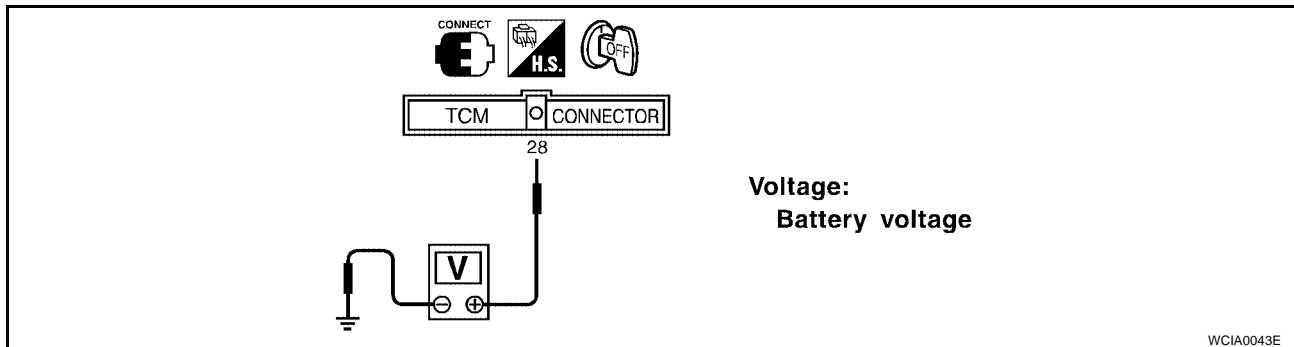 CONNECT
H.S.
OFF
TCM
CONNECTOR
28
Voltage:
Battery voltage
V
WCIA0043E